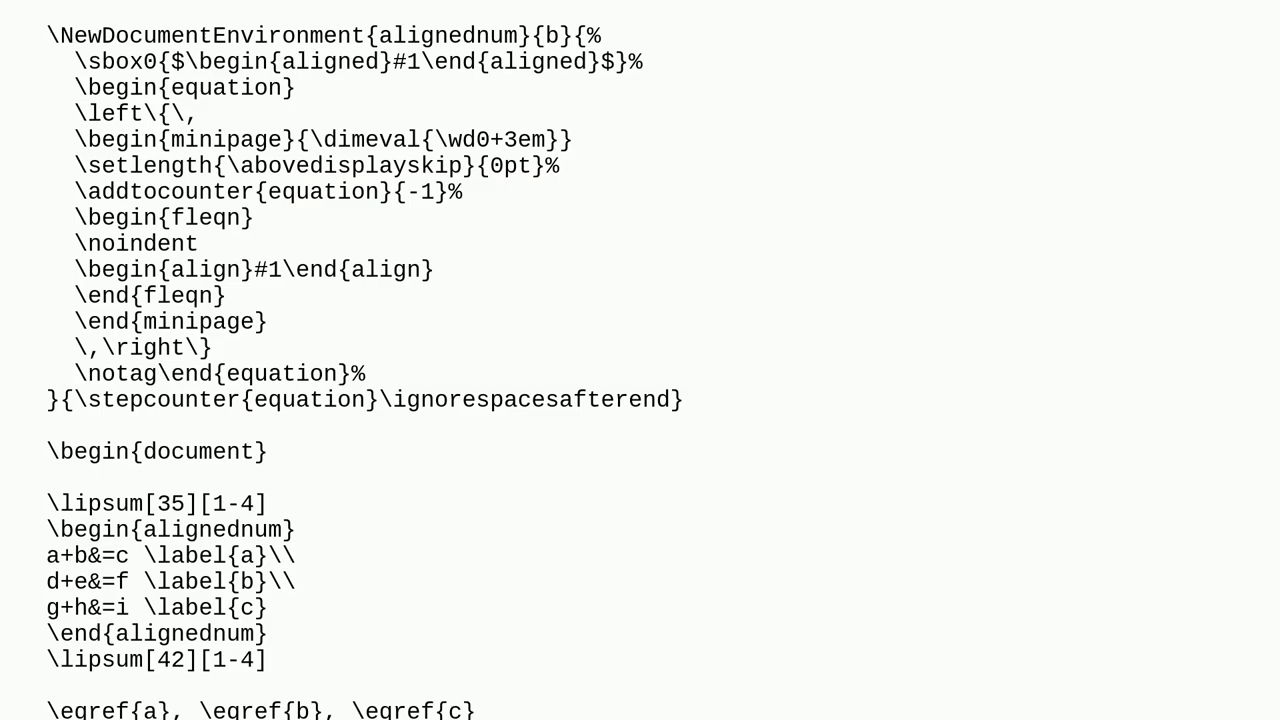 \NewDocumentEnvironment{alignednum}{b}{%
  \sbox0{$\begin{aligned}#1\end{aligned}$}%
  \begin{equation}
  \left\{\,
  \begin{minipage}{\dimeval{\wd0+3em}}
  \setlength{\abovedisplayskip}{0pt}%
  \addtocounter{equation}{-1}%
  \begin{fleqn}
  \noindent
  \begin{align}#1\end{align}
  \end{fleqn}
  \end{minipage}
  \,\right\}
  \notag\end{equation}%
}{\stepcounter{equation}\ignorespacesafterend}

\begin{document}

\lipsum[35][1-4]
\begin{alignednum}
a+b&=c \label{a}\\
d+e&=f \label{b}\\
g+h&=i \label{c}
\end{alignednum}
\lipsum[42][1-4]

\eqref{a}, \eqref{b}, \eqref{c}